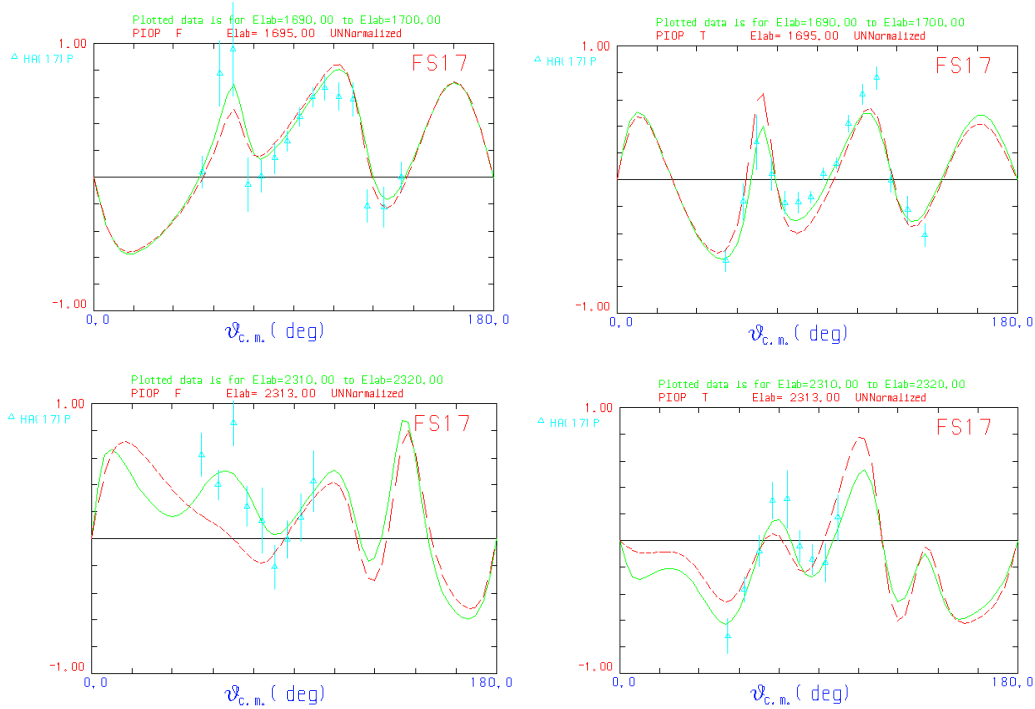 Plotted data is for Elab=1690.00 to Elab=1700.00
PIOP F Elab= 1695.00 UNNormalized
1.00
HA(17)P
FS17
-1.00
0.0
180.0
ϑc.m.(deg)
Plotted data is for Elab=1690.00 to Elab=1700.00
PIOP T Elab= 1695.00 UNNormalized
1.00
HA(17)P
FS17
-1.00
0.0
180.0
ϑc.m.(deg)
Plotted data is for Elab=2310.00 to Elab=2320.00
PIOP F Elab= 2313.00 UNNormalized
1.00
HA(17)P
FS17
-1.00
0.0
180.0
ϑc.m.(deg)
Plotted data is for Elab=2310.00 to Elab=2320.00
PIOP T Elab= 2313.00 UNNormalized
1.00
HA(17)P
FS17
-1.00
0.0
180.0
ϑc.m.(deg)